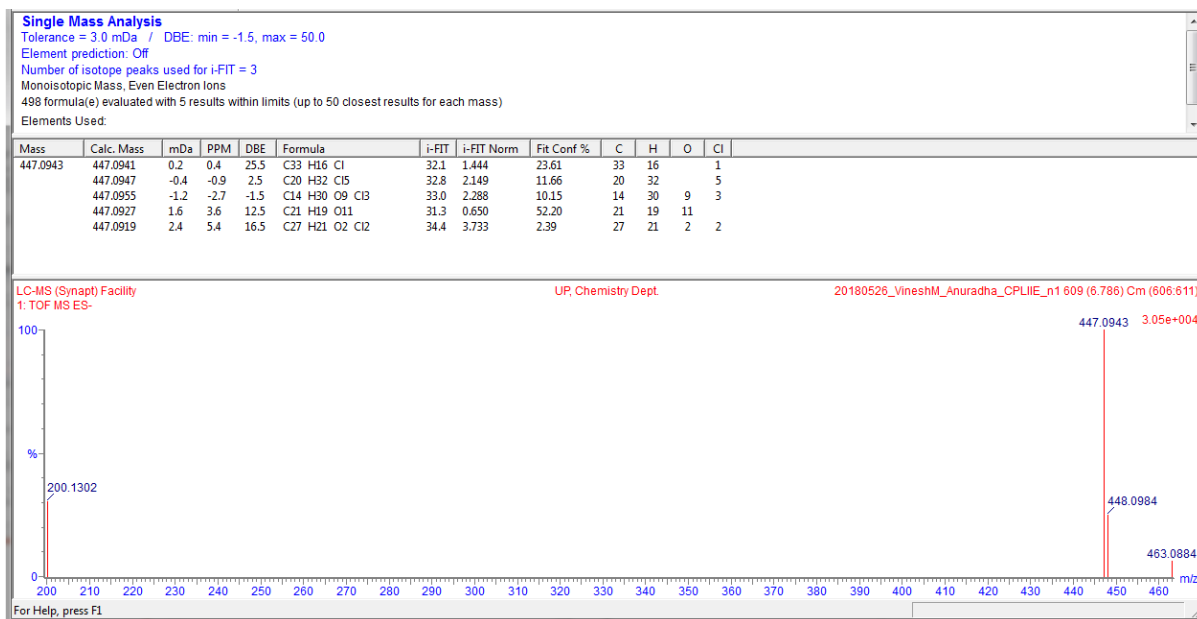 Single Mass Analysis
Tolerance = 3.0 mDa / DBE: min = -1.5, max = 50.0
Element prediction: Off
Number of isotope peaks used for i-FIT = 3
Monoisotopic Mass, Even Electron Ions
498 formula(e) evaluated with 5 results within limits (up to 50 closest results for each mass)
Elements Used:
Mass Calc. Mass mDa PPM DBE Formula i-FIT i-FIT Norm Fit Conf % C H O Cl
447.0943 447.0941 0.2 0.4 25.5 C33 H16 Cl 32.1 1.444 23.61 33 16 1
447.0947 -0.4 -0.9 2.5 C20 H32 Cl5 32.8 2.149 11.66 20 32 5
447.0955 -1.2 -2.7 -1.5 C14 H30 O9 Cl3 33.0 2.288 10.15 14 30 9 3
447.0927 1.6 3.6 12.5 C21 H19 O11 31.3 0.650 52.20 21 19 11
447.0919 2.4 5.4 16.5 C27 H21 O2 Cl2 34.4 3.733 2.39 27 21 2 2
LC-MS (Synapt) Facility UP, Chemistry Dept. 20180526_VineshM_Anuradha_CPLIIE_n1 609 (6.786) Cm (606:611)
1: TOF MS ES-
3.05e+004
447.0943
100
%
200.1302
448.0984
463.0884
0
m/z
200 210 220 230 240 250 260 270 280 290 300 310 320 330 340 350 360 370 380 390 400 410 420 430 440 450 460
For Help, press F1